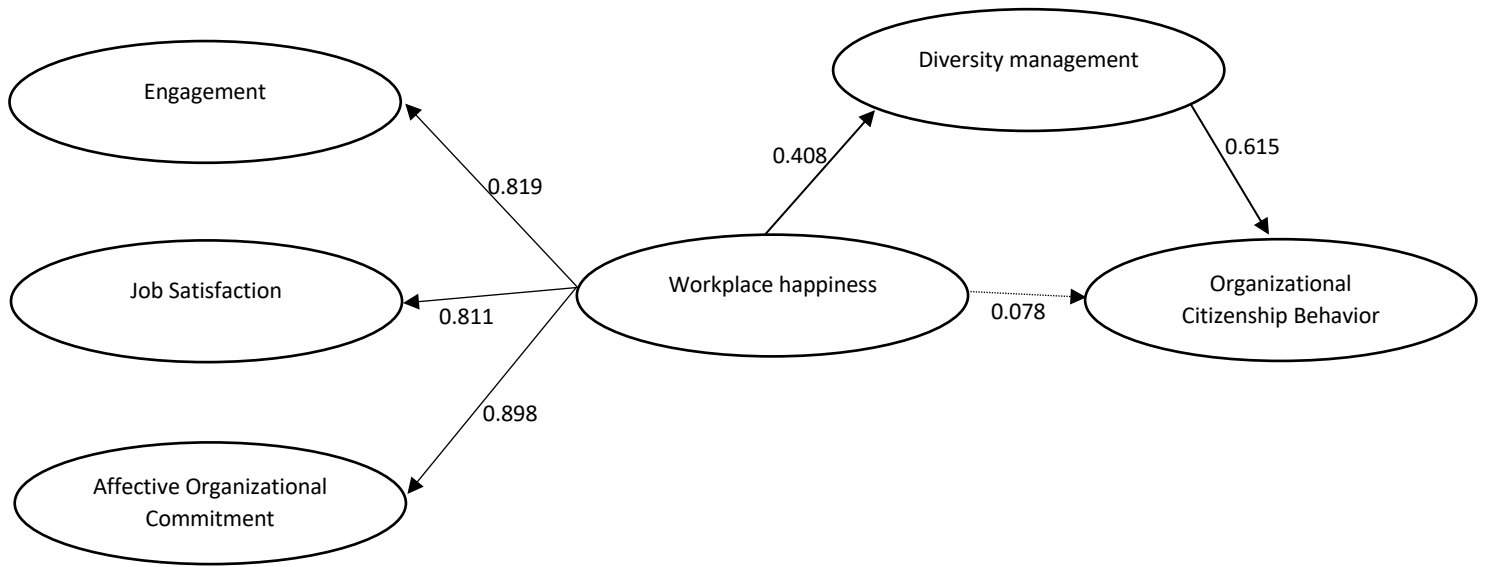 Engagement
Diversity management
0.408
0.615
0.819
Job Satisfaction
0.811
Workplace happiness
0.078
Organizational
Citizenship Behavior
0.898
Affective Organizational
Commitment